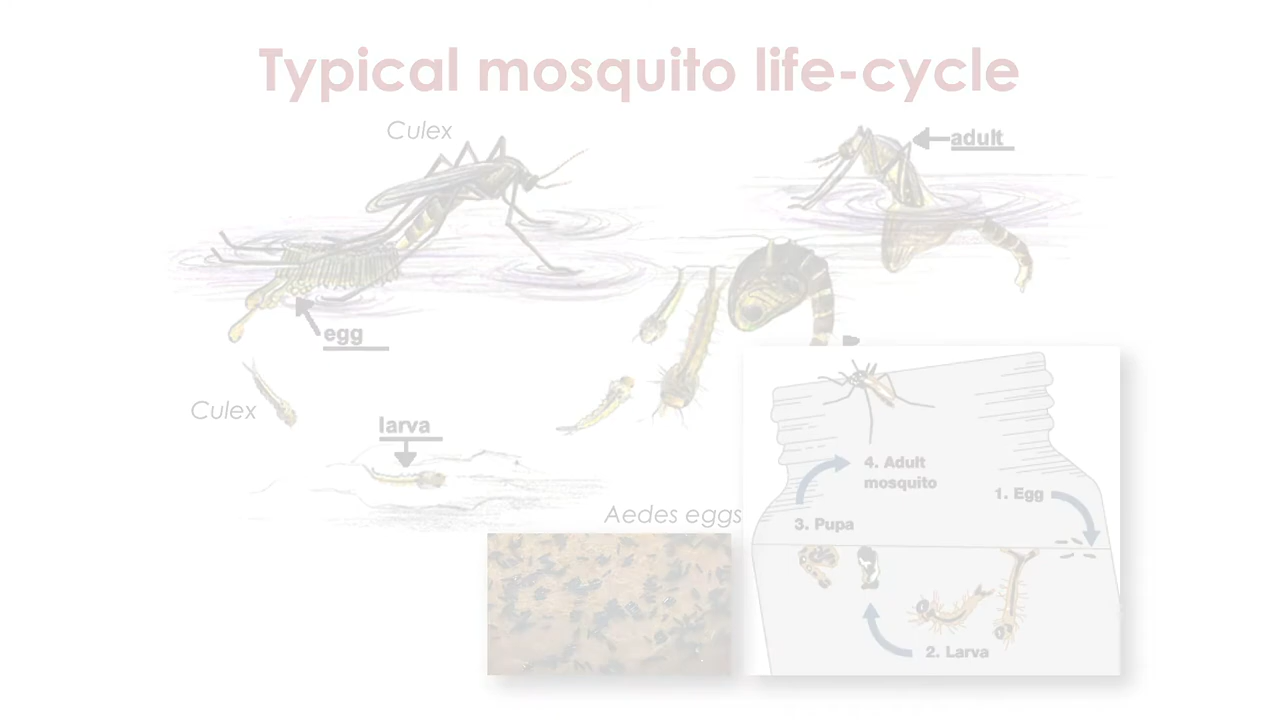 Typical mosquito life-cycle
Culex
adult
egg
Culex
larva
Aedes eggs
4. Adult
mosquito
1. Egg
3. Pupa
2. Larva